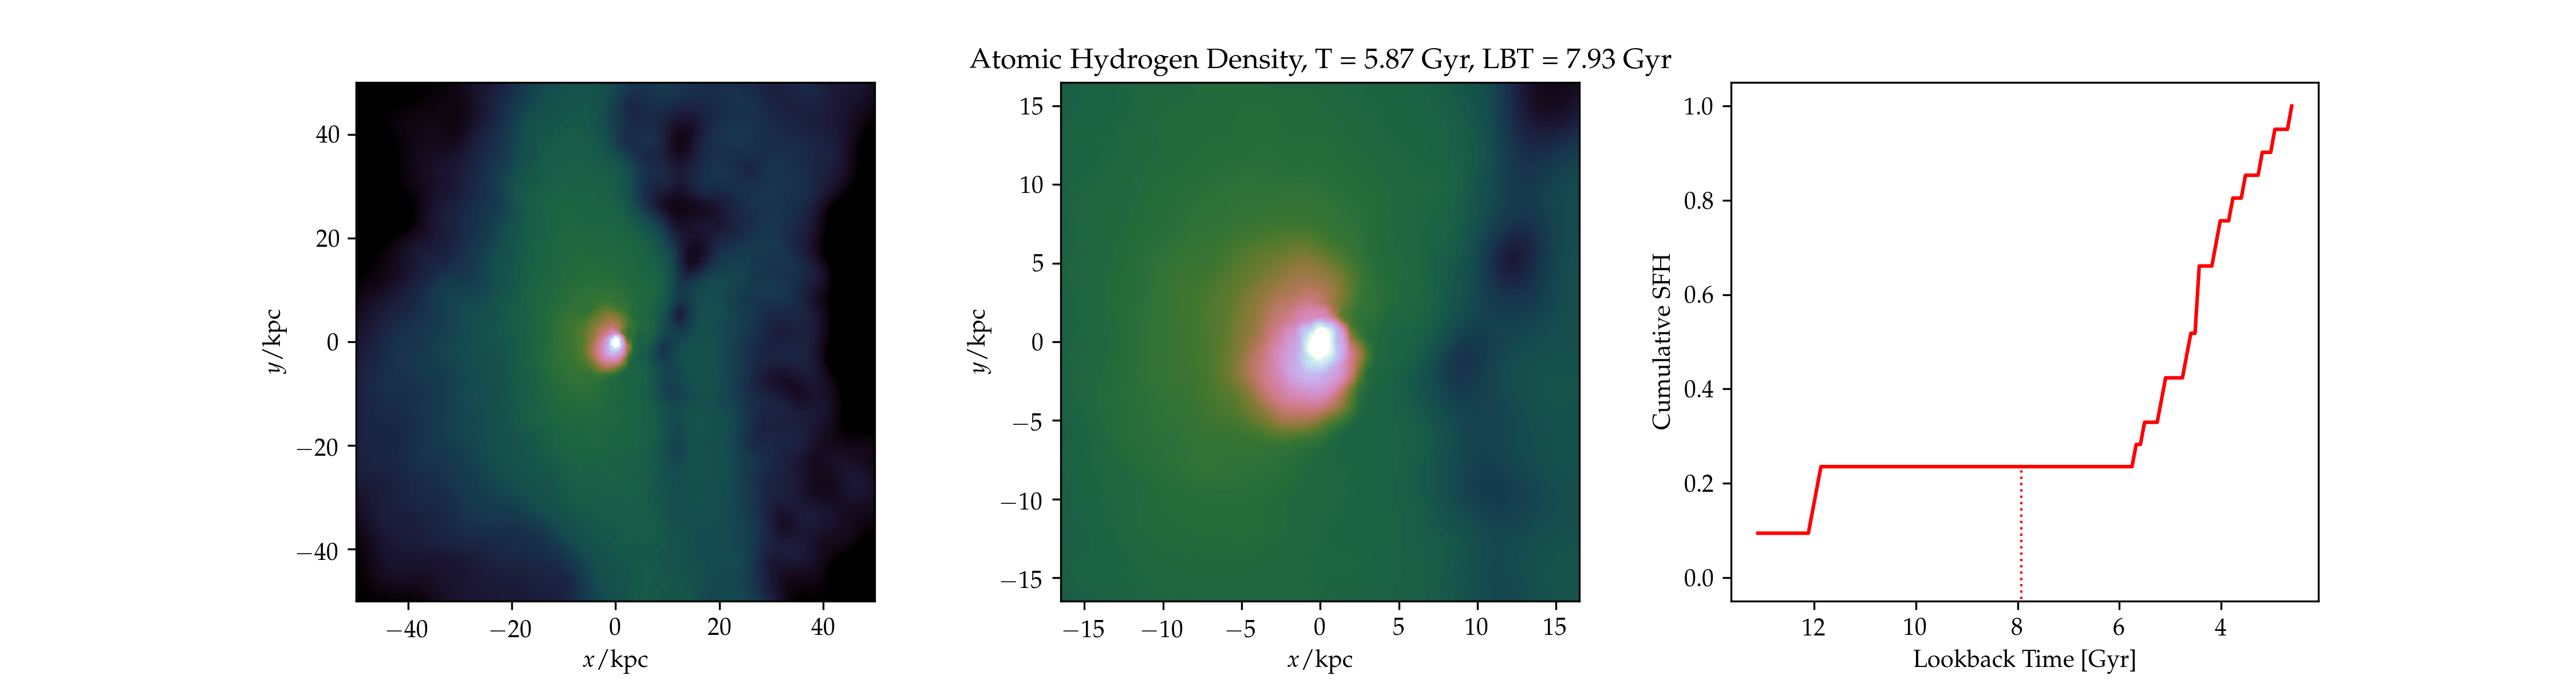 Atomic Hydrogen Density, T = 5.87 Gyr, LBT = 7.93 Gyr
40
20
0
−20
−40
y/kpc
−40 −20 0 20 40
x/kpc
15
10
5
0
−5
−10
−15
y/kpc
−15 −10 −5 0 5 10 15
x/kpc
1.0
0.8
0.6
0.4
0.2
0.0
Cumulative SFH
12 10 8 6 4
Lookback Time [Gyr]